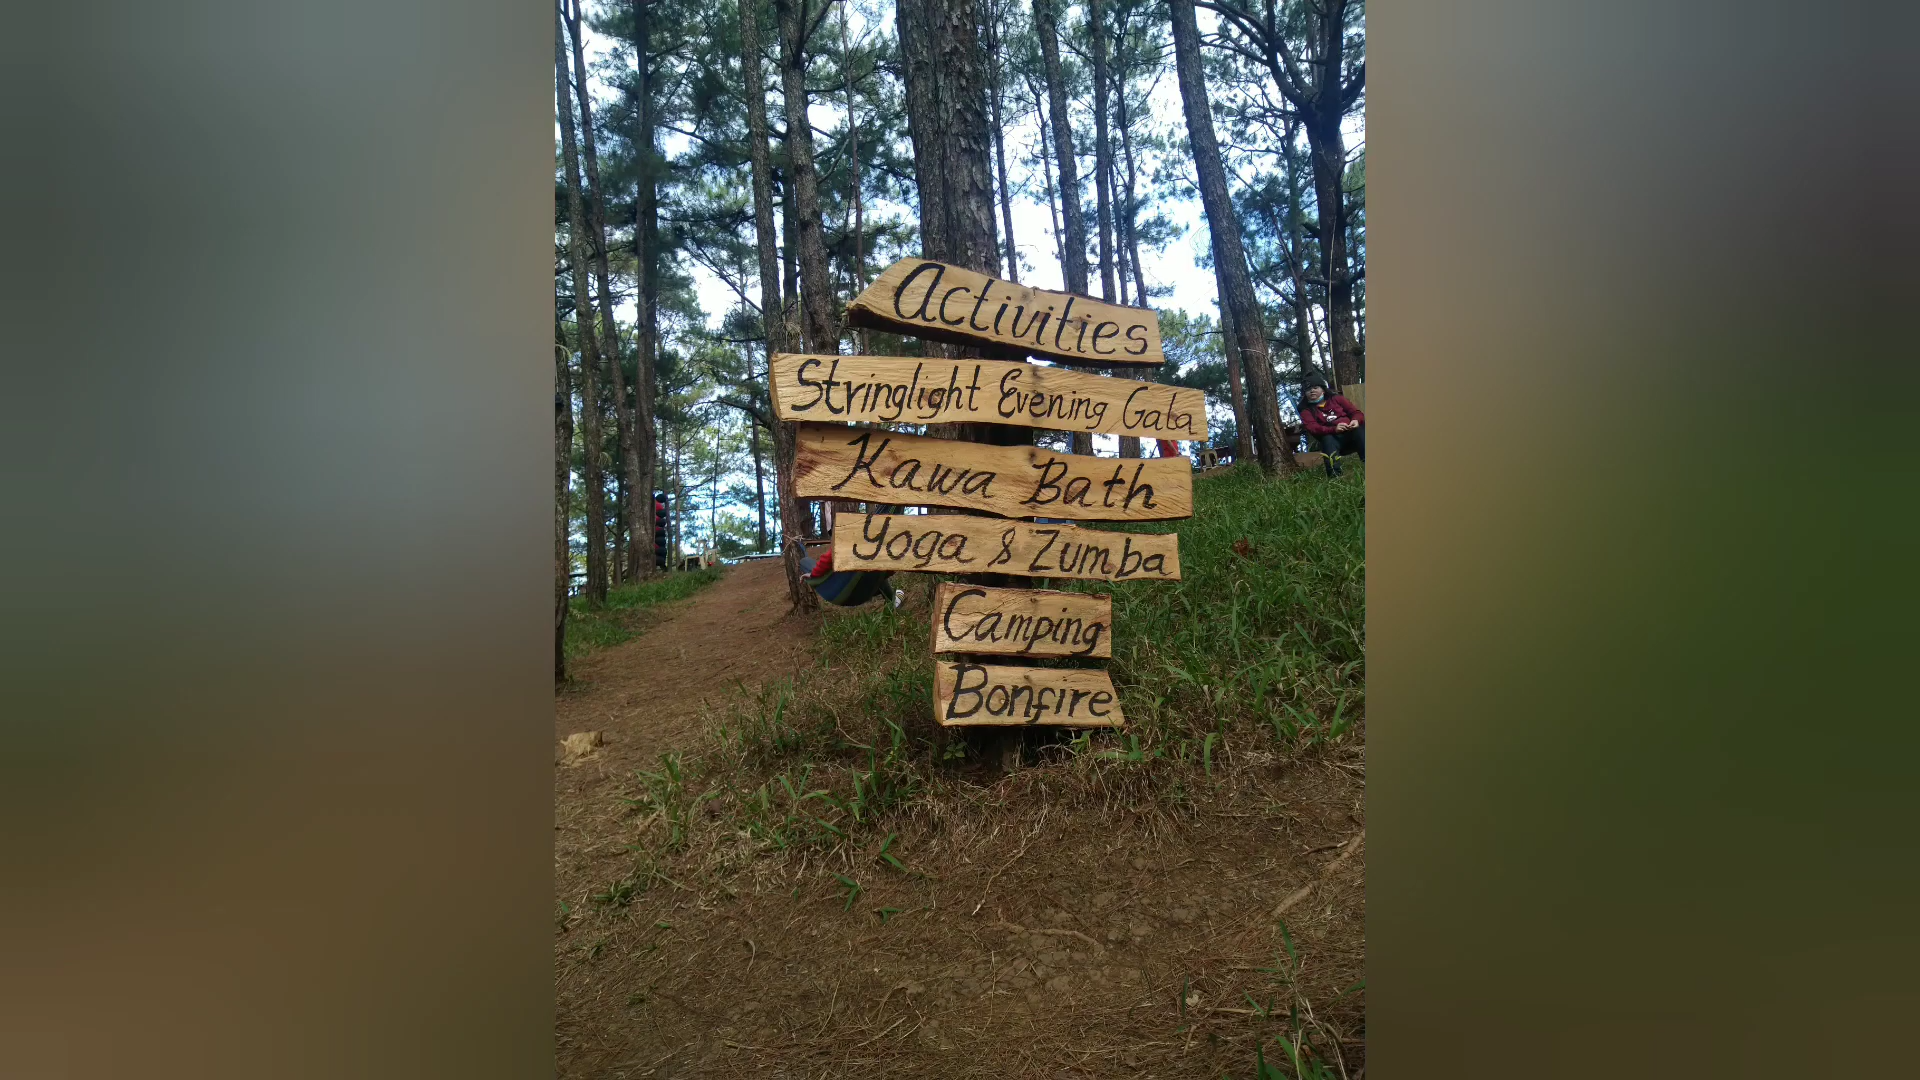 Activities
Stringlight Evening Gala
Kawa Bath
Yoga & Zumba
Camping
Bonfire